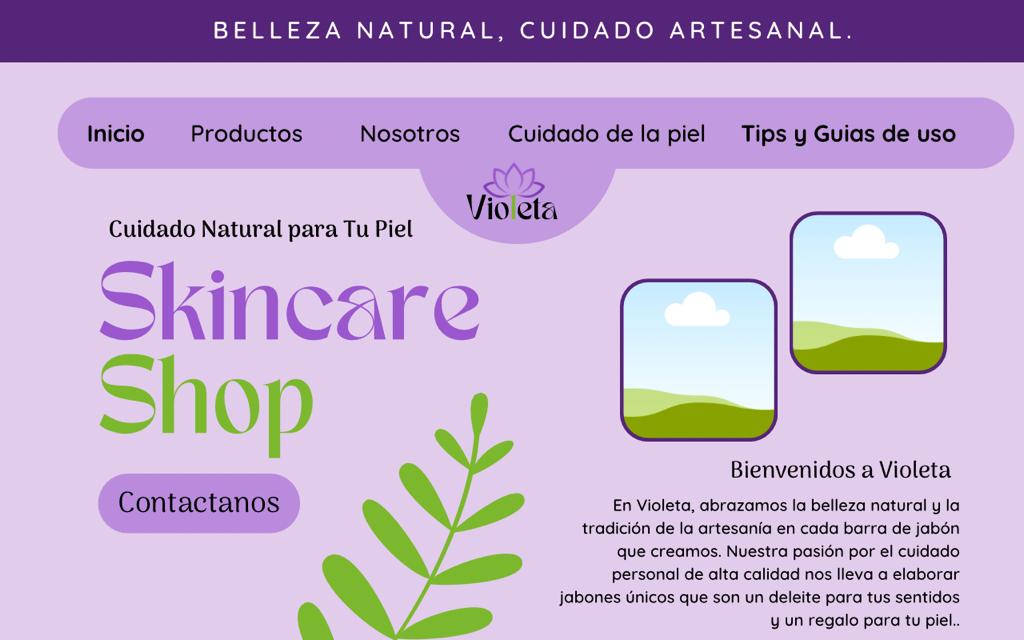 BELLEZA NATURAL, CUIDADO ARTESANAL.
Inicio Productos Nosotros Cuidado de la piel Tips y Guias de uso
Violeta
Cuidado Natural para Tu Piel
Skincare
Shop
Contactanos
Bienvenidos a Violeta
En Violeta, abrazamos la belleza natural y la
tradición de la artesanía en cada barra de jabón
que creamos. Nuestra pasión por el cuidado
personal de alta calidad nos lleva a elaborar
jabones únicos que son un deleite para tus sentidos
y un regalo para tu piel..